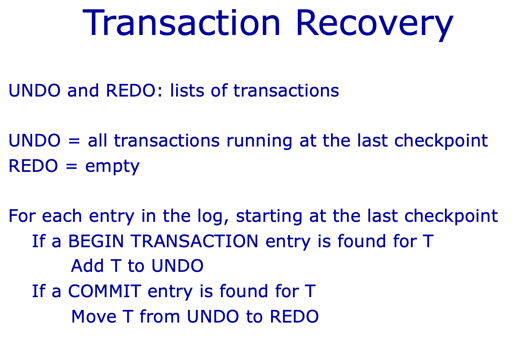 Transaction Recovery
UNDO and REDO: lists of transactions
UNDO = all transactions running at the last checkpoint
REDO = empty
For each entry in the log, starting at the last checkpoint
If a BEGIN TRANSACTION entry is found for T
Add T to UNDO
If a COMMIT entry is found for T
Move T from UNDO to REDO